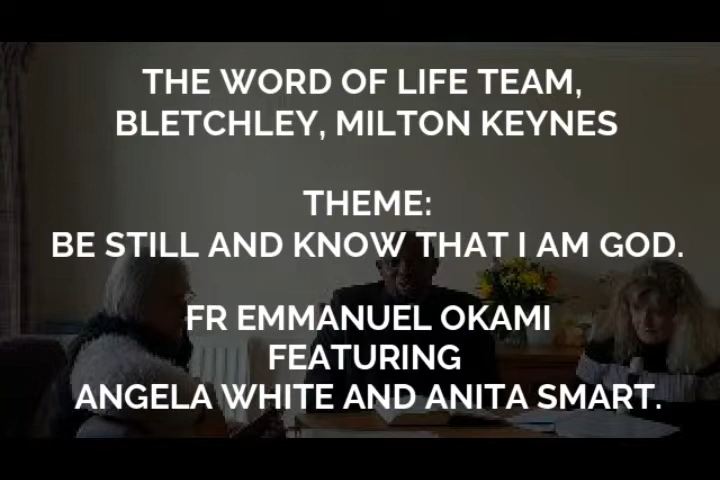 THE WORD OF LIFE TEAM,
BLETCHLEY, MILTON KEYNES
THEME:
BE STILL AND KNOW THAT I AM GOD.
FR EMMANUEL OKAMI
FEATURING
ANGELA WHITE AND ANITA SMART.